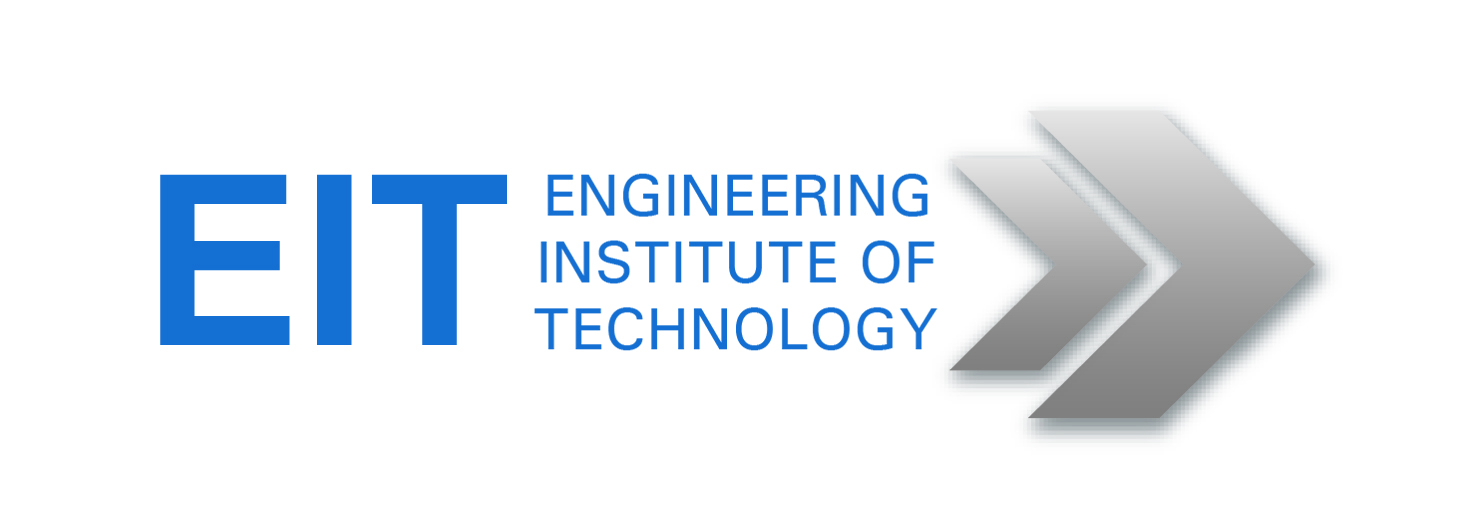 EIT
ENGINEERING
INSTITUTE OF
TECHNOLOGY